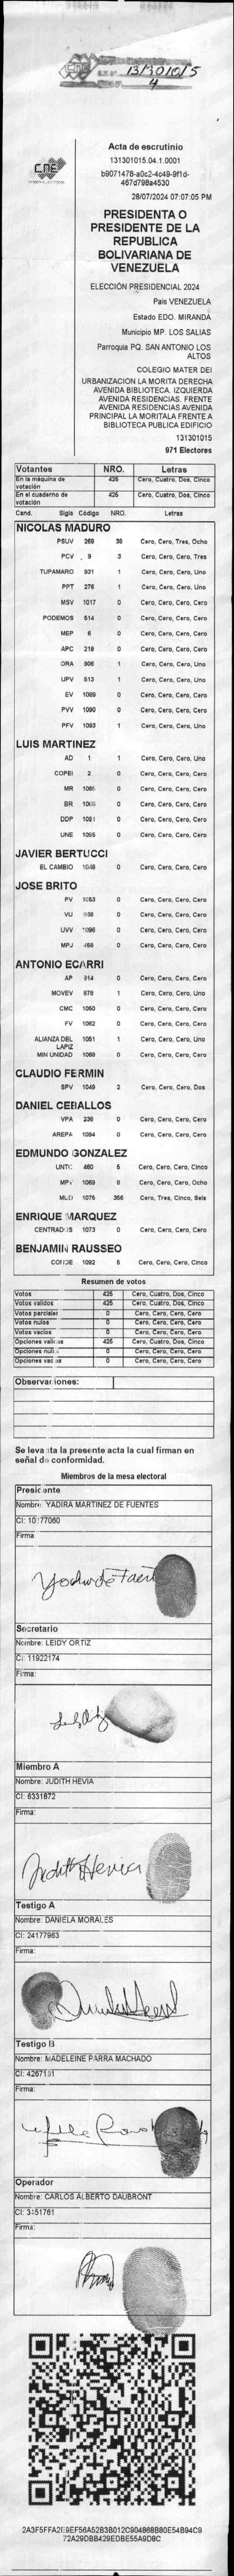 CNE
13/301015
4
CNE
Acta de escrutinio
131301015.04.1.0001
b9071478-a0c2-4c49-9f1d-
467d798a4530
28/07/2024 07:07:05 PM
PRESIDENTA O
PRESIDENTE DE LA
REPUBLICA
BOLIVARIANA DE
VENEZUELA
ELECCIÓN PRESIDENCIAL 2024
Pais VENEZUELA
Estado EDO. MIRANDA
Municipio MP. LOS SALIAS
Parroquia PQ. SAN ANTONIO LOS
ALTOS
COLEGIO MATER DEI
URBANIZACION LA MORITA DERECHA
AVENIDA BIBLIOTECA. IZQUIERDA
AVENIDA RESIDENCIAS. FRENTE
AVENIDA RESIDENCIAS AVENIDA
PRINCIPAL LA MORITALA FRENTE A
BIBLIOTECA PUBLICA EDIFICIO
131301015
971 Electores
Votantes NRO. Letras
En la máquina de votación 425 Cero, Cuatro, Dos, Cinco
En el cuaderno de votación 425 Cero, Cuatro, Dos, Cinco
Cand. Sigla Código NRO. Letras
NICOLAS MADURO
PSUV 269 38 Cero, Cero, Tres, Ocho
PCV 9 3 Cero, Cero, Cero, Tres
TUPAMARO 931 1 Cero, Cero, Cero, Uno
PPT 276 1 Cero, Cero, Cero, Uno
MSV 1017 0 Cero, Cero, Cero, Cero
PODEMOS 514 0 Cero, Cero, Cero, Cero
MEP 6 0 Cero, Cero, Cero, Cero
APC 219 0 Cero, Cero, Cero, Cero
ORA 906 1 Cero, Cero, Cero, Uno
UPV 513 1 Cero, Cero, Cero, Uno
EV 1089 0 Cero, Cero, Cero, Cero
PVV 1090 0 Cero, Cero, Cero, Cero
PFV 1093 1 Cero, Cero, Cero, Uno
LUIS MARTINEZ
AD 1 1 Cero, Cero, Cero, Uno
COPEI 2 0 Cero, Cero, Cero, Cero
MR 0 Cero, Cero, Cero, Cero
BR 0 Cero, Cero, Cero, Cero
DDP 1091 0 Cero, Cero, Cero, Cero
UNE 1095 0 Cero, Cero, Cero, Cero
JAVIER BERTUCCI
EL CAMBIO 1048 0 Cero, Cero, Cero, Cero
JOSE BRITO
PV 1053 0 Cero, Cero, Cero, Cero
VU 0 Cero, Cero, Cero, Cero
UVV 1096 0 Cero, Cero, Cero, Cero
MPJ 459 0 Cero, Cero, Cero, Cero
ANTONIO ECARRI
AP 914 0 Cero, Cero, Cero, Cero
MOVEV 878 1 Cero, Cero, Cero, Uno
CMC 1050 0 Cero, Cero, Cero, Cero
FV 1062 0 Cero, Cero, Cero, Cero
ALIANZA DEL LAPIZ 1051 1 Cero, Cero, Cero, Uno
MIN UNIDAD 1068 0 Cero, Cero, Cero, Cero
CLAUDIO FERMIN
SPV 1049 2 Cero, Cero, Cero, Dos
DANIEL CEBALLOS
VPA 236 0 Cero, Cero, Cero, Cero
AREPA 1094 0 Cero, Cero, Cero, Cero
EDMUNDO GONZALEZ
UNTC 460 5 Cero, Cero, Cero, Cinco
MPV 1069 8 Cero, Cero, Cero, Ocho
MUD 1075 356 Cero, Tres, Cinco, Seis
ENRIQUE MARQUEZ
CENTRADOS 1073 0 Cero, Cero, Cero, Cero
BENJAMIN RAUSSEO
CONDE 1092 5 Cero, Cero, Cero, Cinco
Resumen de votos
Votos 425 Cero, Cuatro, Dos, Cinco
Votos validos 425 Cero, Cuatro, Dos, Cinco
Votos parciales 0 Cero, Cero, Cero, Cero
Votos nulos 0 Cero, Cero, Cero, Cero
Votos vacios 0 Cero, Cero, Cero, Cero
Opciones validas 425 Cero, Cuatro, Dos, Cinco
Opciones nulas 0 Cero, Cero, Cero, Cero
Opciones vacias 0 Cero, Cero, Cero, Cero
Observaciones:
Se levanta la presente acta la cual firman en
señal de conformidad.
Miembros de la mesa electoral
Presidente
Nombre: YADIRA MARTINEZ DE FUENTES
CI: 10177060
Firma
Secretario
Nombre: LEIDY ORTIZ
CI: 11922174
Firma:
Miembro A
Nombre: JUDITH HEVIA
CI: 6331872
Firma:
Judith Hevia
Testigo A
Nombre: DANIELA MORALES
CI: 24177963
Firma:
Testigo B
Nombre: MADELEINE PARRA MACHADO
CI: 4267191
Firma:
Operador
Nombre: CARLOS ALBERTO DAUBRONT
CI: 3451761
Firma:
2A3F5FFA2E9EF56A52B3B012C904868B80E54B94C9
72A29DBB429EDBE55A9D8C